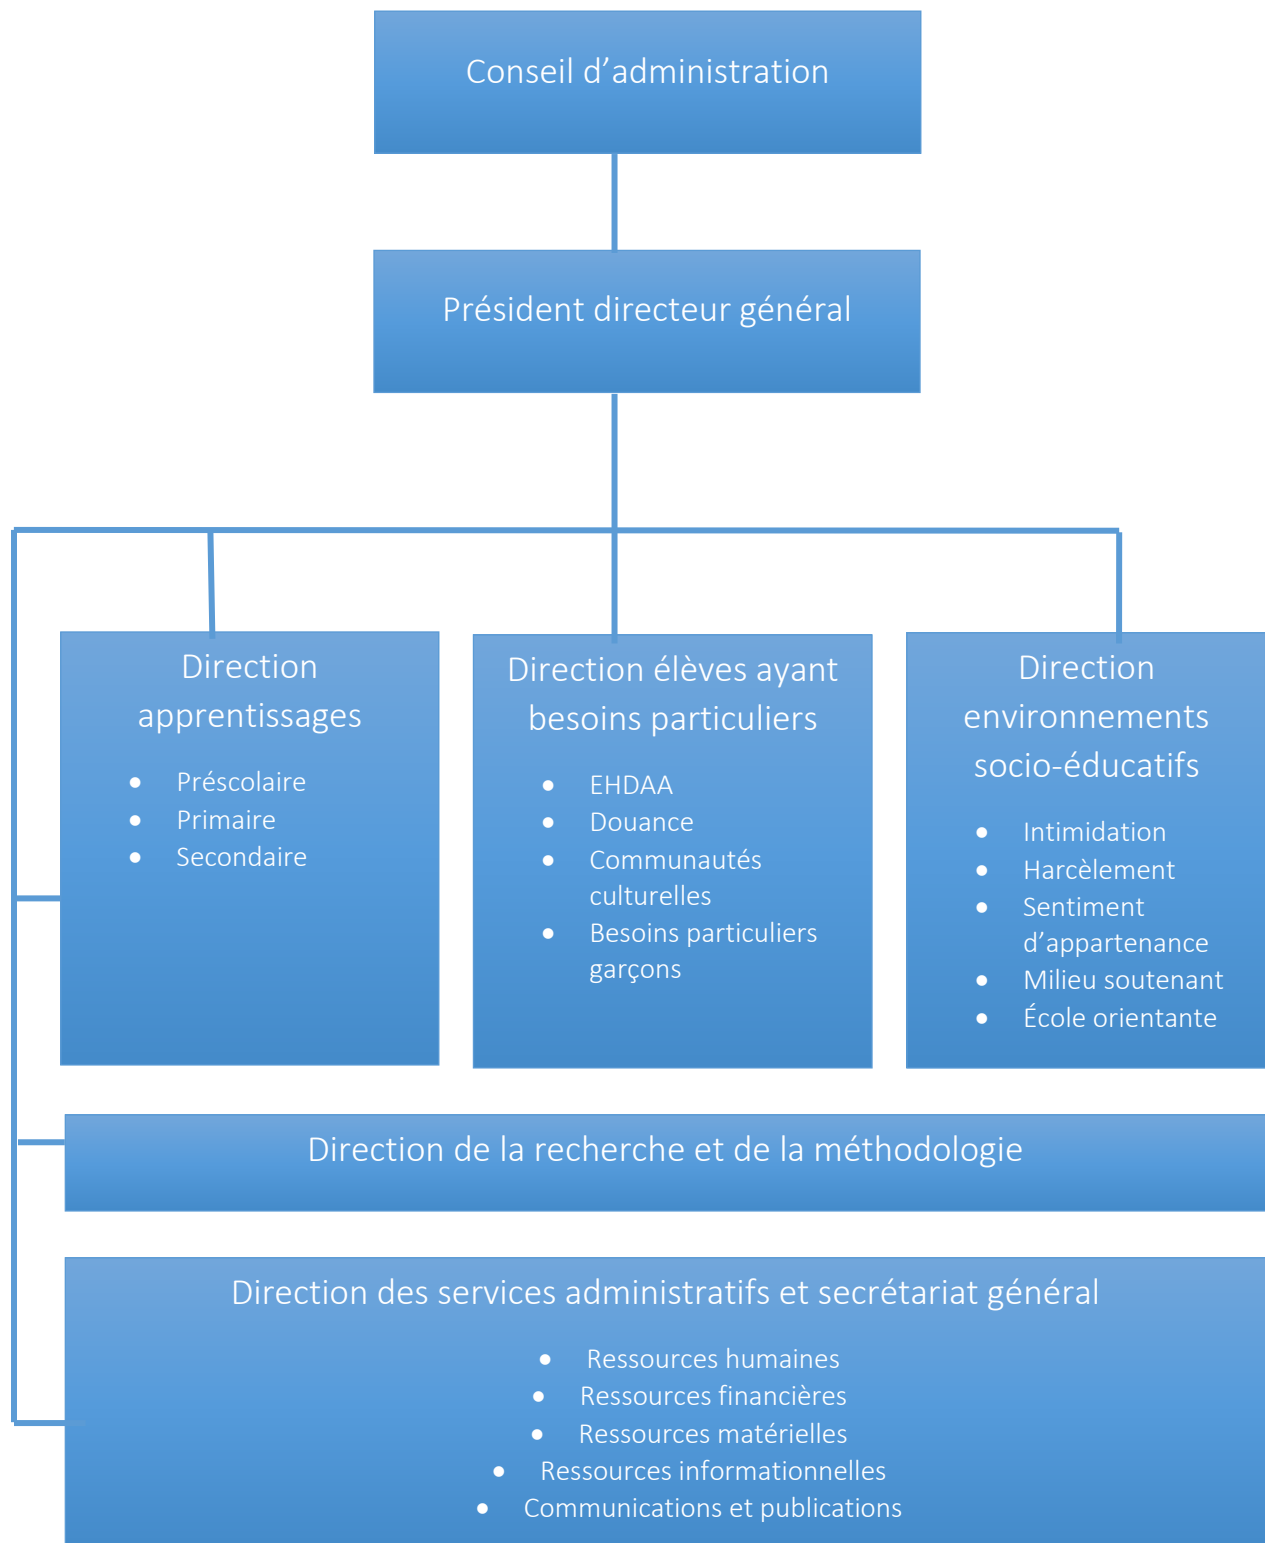 Conseil d’administration
Président directeur général
Direction
apprentissages
● Préscolaire
● Primaire
● Secondaire
Direction élèves ayant
besoins particuliers
● EHDAA
● Douance
● Communautés
culturelles
● Besoins particuliers
garçons
Direction
environnements
socio-éducatifs
● Intimidation
● Harcèlement
● Sentiment
d’appartenance
● Milieu soutenant
● École orientante
Direction de la recherche et de la méthodologie
Direction des services administratifs et secrétariat général
● Ressources humaines
● Ressources financières
● Ressources matérielles
● Ressources informationnelles
● Communications et publications